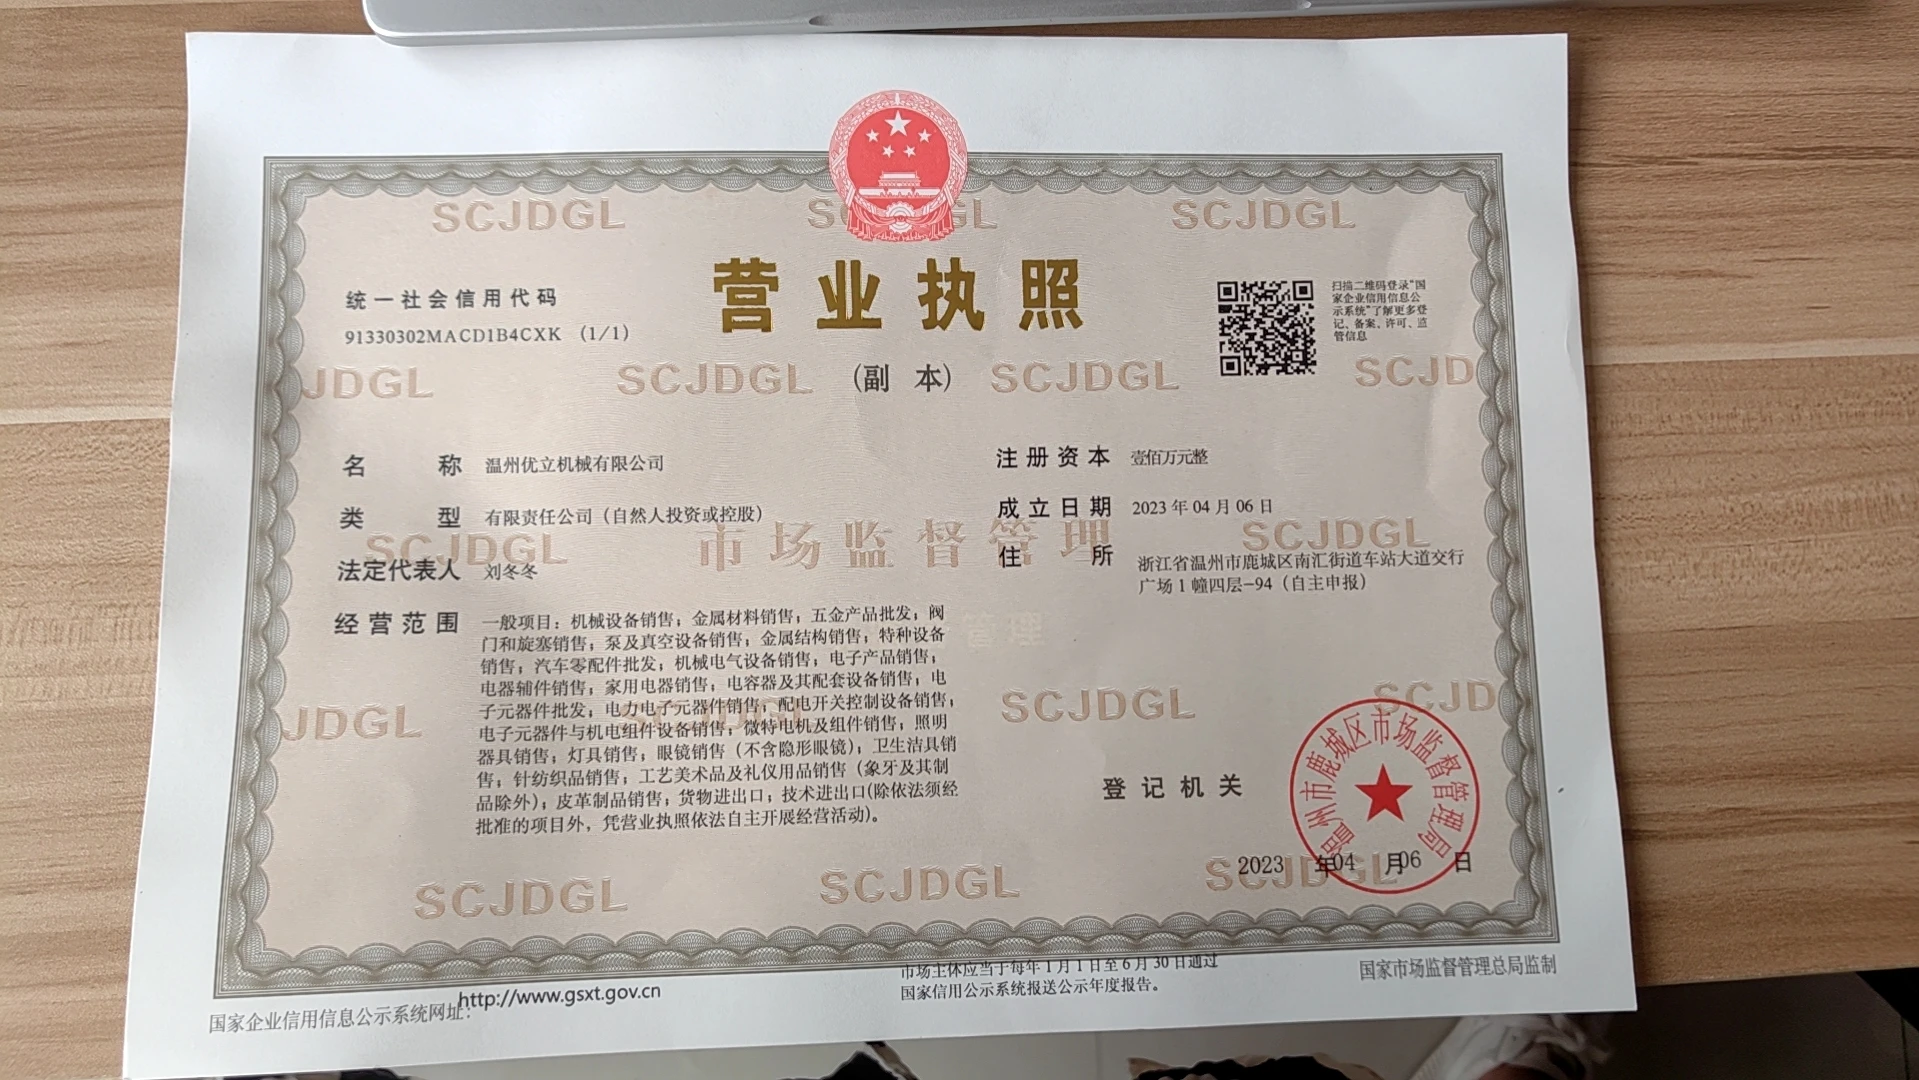 SCJDGL SCJDGL SCJDGL
营业执照
统一社会信用代码
91330302MACD1B4CXK (1/1)
扫描二维码登录“国
家企业信用信息公
示系统”了解更多登
记、备案、许可、监
管信息
JDGL SCJDGL (副 本) SCJDGL SCJD
名 称 温州优立机械有限公司
类 型 有限责任公司（自然人投资或控股）
法定代表人 刘冬冬
经营范围 一般项目：机械设备销售；金属材料销售；五金产品批发；阀
门和旋塞销售；泵及真空设备销售；金属结构销售；特种设备
销售；汽车零配件批发；机械电气设备销售；电子产品销售；
电器辅件销售；家用电器销售；电容器及其配套设备销售；电
子元器件批发；电力电子元器件销售；配电开关控制设备销售；
电子元器件与机电组件设备销售；微特电机及组件销售；照明
器具销售；灯具销售；眼镜销售（不含隐形眼镜）；卫生洁具销
售；针纺织品销售；工艺美术品及礼仪用品销售（象牙及其制
品除外）；皮革制品销售；货物进出口；技术进出口(除依法须经
批准的项目外，凭营业执照依法自主开展经营活动)。
注册资本 壹佰万元整
成立日期 2023年04月06日
住 所 浙江省温州市鹿城区南汇街道车站大道交行
广场1幢四层-94（自主申报）
SCJDGL 市场监督管理 SCJDGL
JDGL SCJDGL SCJD
登记机关
温州市鹿城区市场监督管理局
2023 年04 月06 日
SCJDGL SCJDGL SCJDGL
国家企业信用信息公示系统网址：http://www.gsxt.gov.cn
市场主体应当于每年1月1日至6月30日通过
国家信用公示系统报送公示年度报告。
国家市场监督管理总局监制